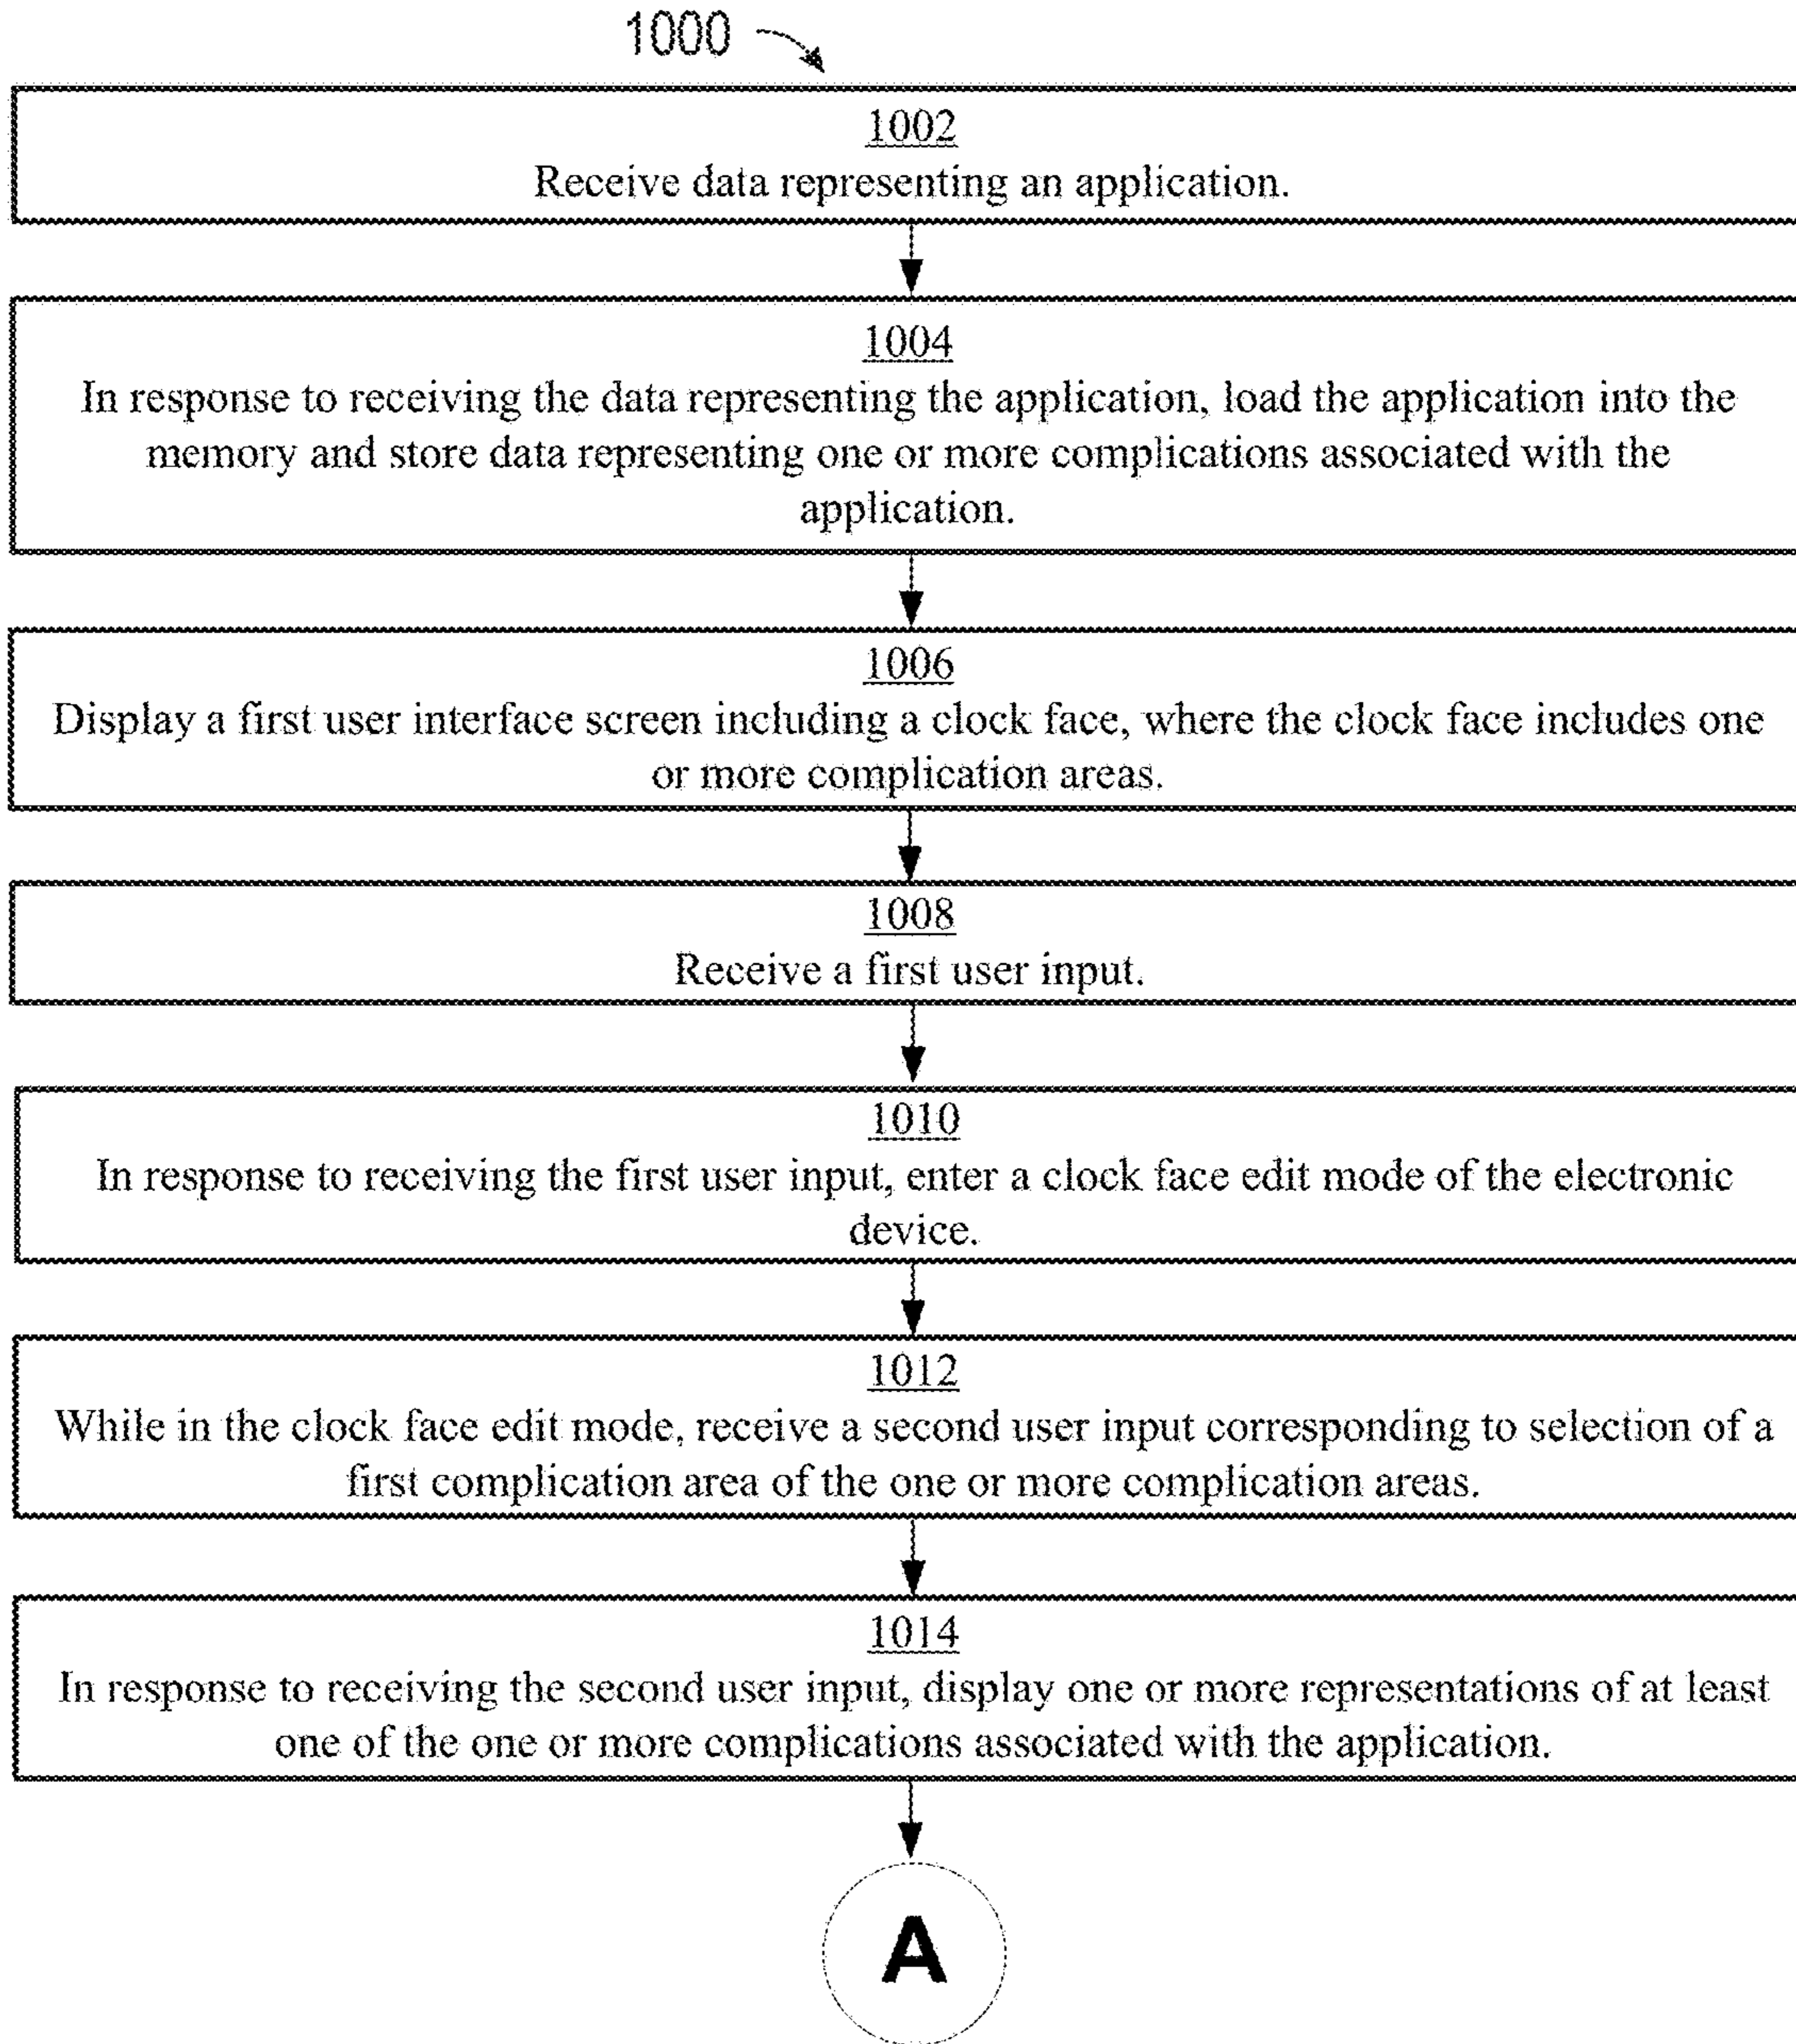 1000
1002
Receive data representing an application.
1004
In response to receiving the data representing the application, load the application into the
memory and store data representing one or more complications associated with the
application.
1006
Display a first user interface screen including a clock face, where the clock face includes one
or more complication areas.
1008
Receive a first user input.
1010
In response to receiving the first user input, enter a clock face edit mode of the electronic
device.
1012
While in the clock face edit mode, receive a second user input corresponding to selection of a
first complication area of the one or more complication areas.
1014
In response to receiving the second user input, display one or more representations of at least
one of the one or more complications associated with the application.
A